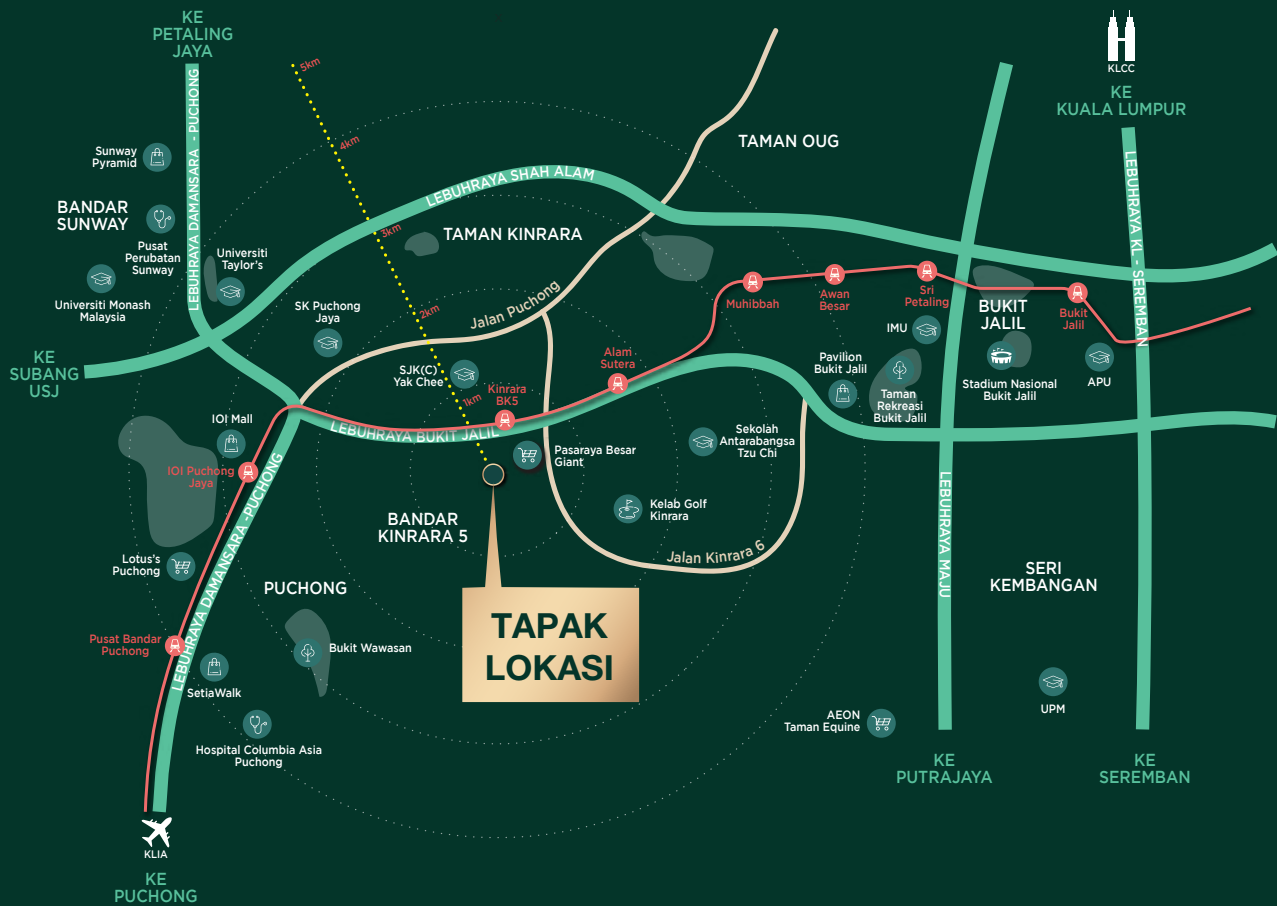 KE
PETALING
JAYA
KLCC
KE
KUALA LUMPUR
5km
4km
3km
2km
1km
LEBUHRAYA DAMANSARA - PUCHONG
LEBUHRAYA SHAH ALAM
LEBUHRAYA KL - SEREMBAN
TAMAN OUG
Sunway
Pyramid
BANDAR
SUNWAY
Pusat
Perubatan
Sunway
Universiti
Taylor's
Universiti Monash
Malaysia
TAMAN KINRARA
SK Puchong
Jaya
Jalan Puchong
Muhibbah
Awan
Besar
Sri
Petaling
BUKIT
JALIL
Bukit
Jalil
IMU
KE
SUBANG
USJ
SJK(C)
Yak Chee
Kinrara
BK5
Alam
Sutera
Pavilion
Bukit Jalil
Taman
Rekreasi
Bukit Jalil
Stadium Nasional
Bukit Jalil
APU
IOI Mall
LEBUHRAYA BUKIT JALIL
IOI Puchong
Jaya
Pasaraya Besar
Giant
Sekolah
Antarabangsa
Tzu Chi
BANDAR
KINRARA 5
Kelab Golf
Kinrara
Jalan Kinrara 6
LEBUHRAYA DAMANSARA -PUCHONG
LEBUHRAYA MAJU
Lotus's
Puchong
PUCHONG
SERI
KEMBANGAN
TAPAK
LOKASI
Pusat Bandar
Puchong
Bukit Wawasan
SetiaWalk
UPM
Hospital Columbia Asia
Puchong
AEON
Taman Equine
KE
PUTRAJAYA
KE
SEREMBAN
KLIA
KE
PUCHONG